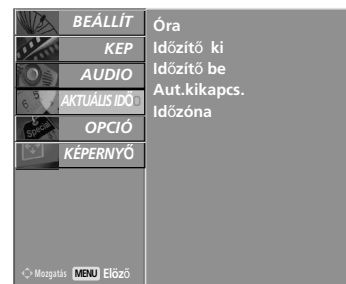 BEÁLLÍT
KEP
AUDIO
AKTUÁLIS IDŐ
OPCIÓ
KÉPERNYŐ
Óra
Időzítő ki
Időzítő be
Aut.kikapcs.
Időzóna
Mozgatás MENU Előző